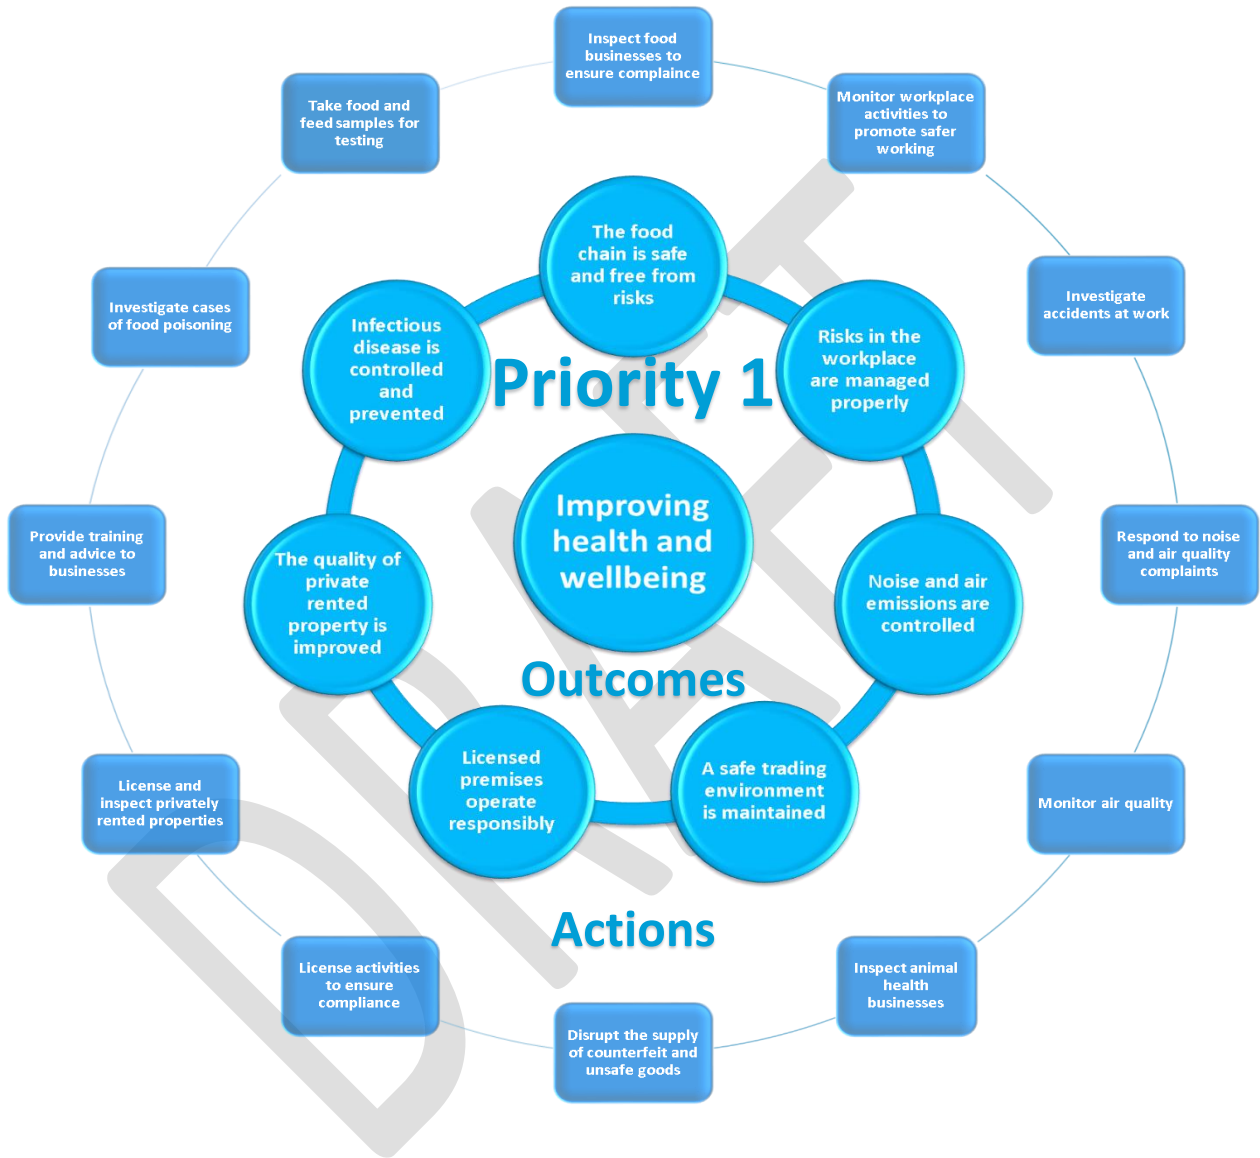 Inspect food
businesses to
ensure complaince
Monitor workplace
activities to
promote safer
working
Investigate
accidents at work
Respond to noise
and air quality
complaints
Monitor air quality
Inspect animal
health
businesses
Disrupt the supply
of counterfeit and
unsafe goods
License activities
to ensure
compliance
License and
inspect privately
rented properties
Provide training
and advice to
businesses
Investigate cases
of food poisoning
Take food and
feed samples for
testing
The food
chain is safe
and free from
risks
Risks in the
workplace
are managed
properly
Noise and air
emissions are
controlled
A safe trading
environment
is maintained
Licensed
premises
operate
responsibly
The quality of
private
rented
property is
improved
Infectious
disease is
controlled
and
prevented
Priority 1
Improving
health and
wellbeing
Outcomes
Actions
DRAFT